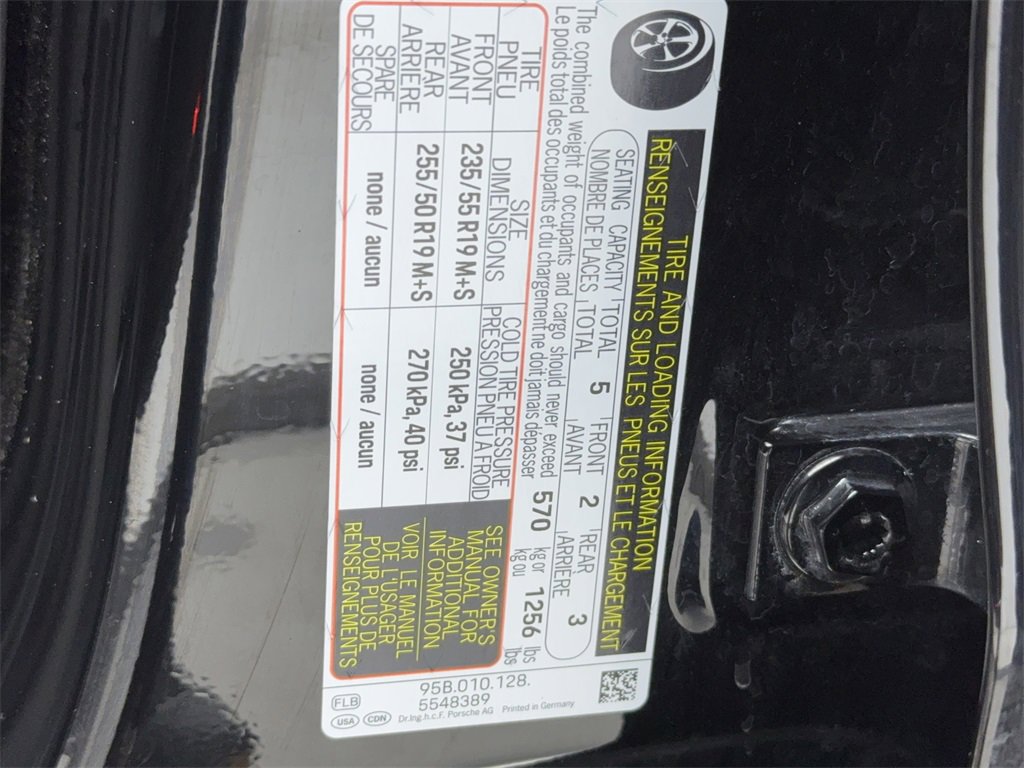 TIRE AND LOADING INFORMATION
RENSEIGNEMENTS SUR LES PNEUS ET LE CHARGEMENT
SEATING CAPACITY TOTAL 5 FRONT 2 REAR 3
NOMBRE DE PLACES TOTAL AVANT ARRIÈRE
The combined weight of occupants and cargo should never exceed 570 kg or 1256 lbs
Le poids total des occupants et du chargement ne doit jamais dépasser kg ou lbs
TIRE SIZE COLD TIRE PRESSURE
PNEU DIMENSIONS PRESSION PNEU A FROID
FRONT
AVANT 235/55 R19 M+S 250 kPa, 37 psi
REAR
ARRIERE 255/50 R19 M+S 270 kPa, 40 psi
SPARE
DE SECOURS none / aucun none / aucun
SEE OWNER'S
MANUAL FOR
ADDITIONAL
INFORMATION
VOIR LE MANUEL
DE L'USAGER
POUR PLUS DE
RENSEIGNEMENTS
95B.010.128.
5548389
Dr.Ing.h.c.F. Porsche AG Printed in Germany
FLB
USA CDN